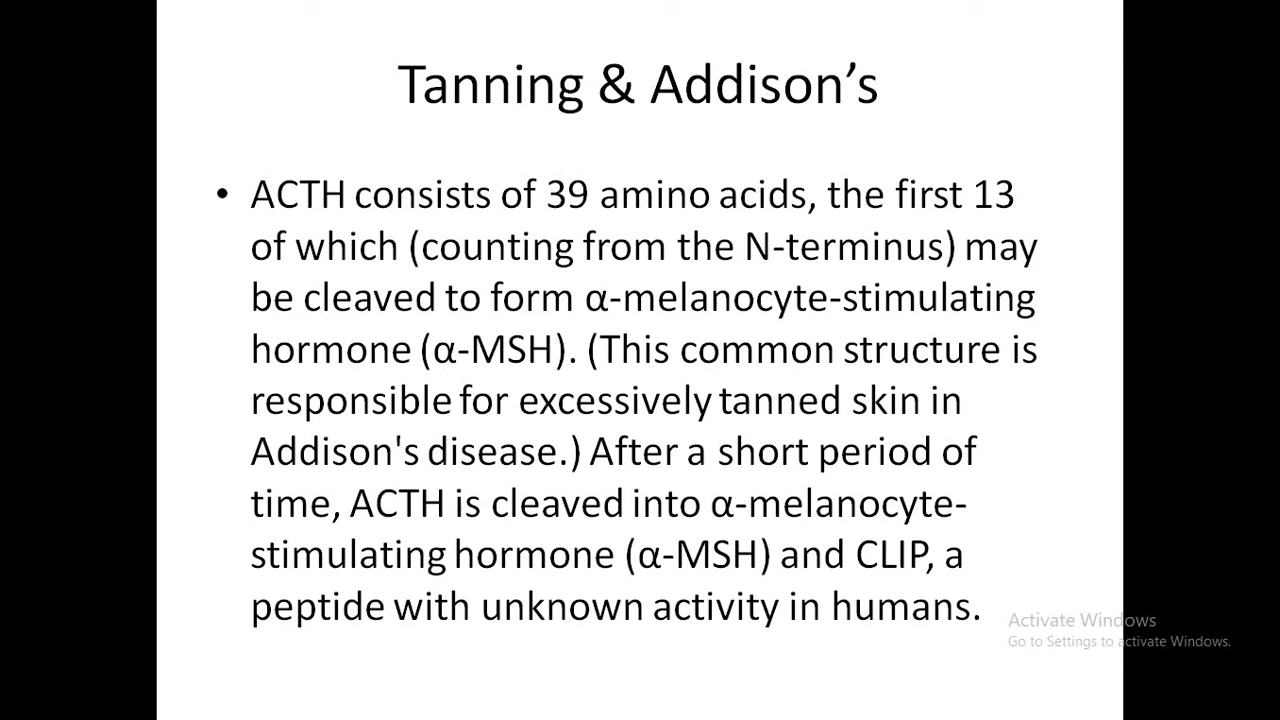 Tanning & Addison’s
• ACTH consists of 39 amino acids, the first 13
of which (counting from the N-terminus) may
be cleaved to form α-melanocyte-stimulating
hormone (α-MSH). (This common structure is
responsible for excessively tanned skin in
Addison's disease.) After a short period of
time, ACTH is cleaved into α-melanocyte-
stimulating hormone (α-MSH) and CLIP, a
peptide with unknown activity in humans.
Activate Windows
Go to Settings to activate Windows.